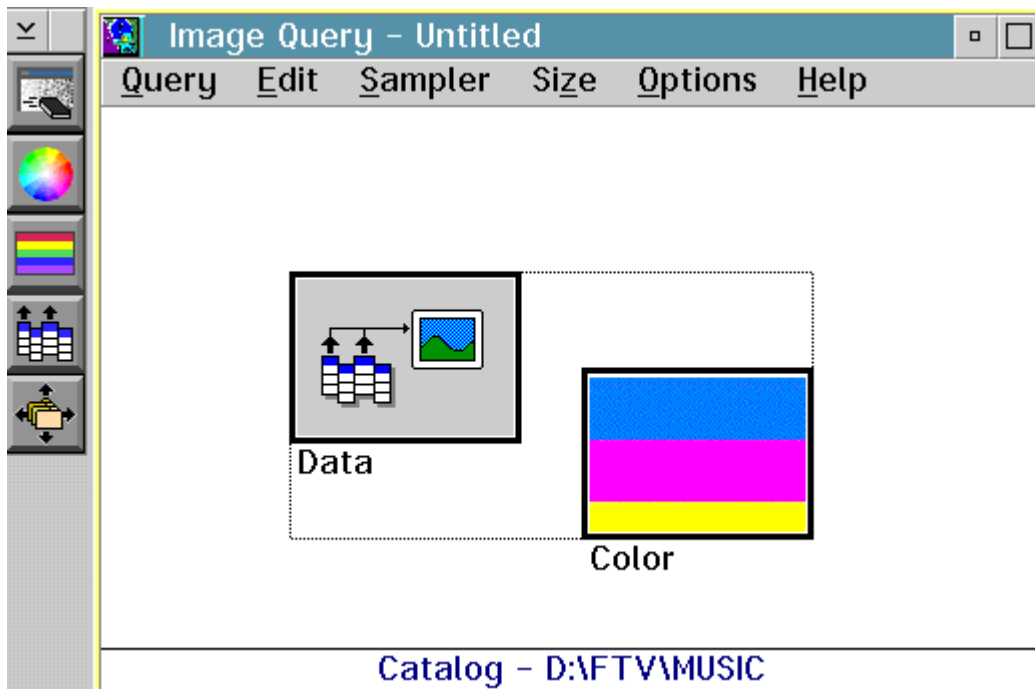 Image Query – Untitled
Query Edit Sampler Size Options Help
Data
Color
Catalog – D:\FTV\MUSIC